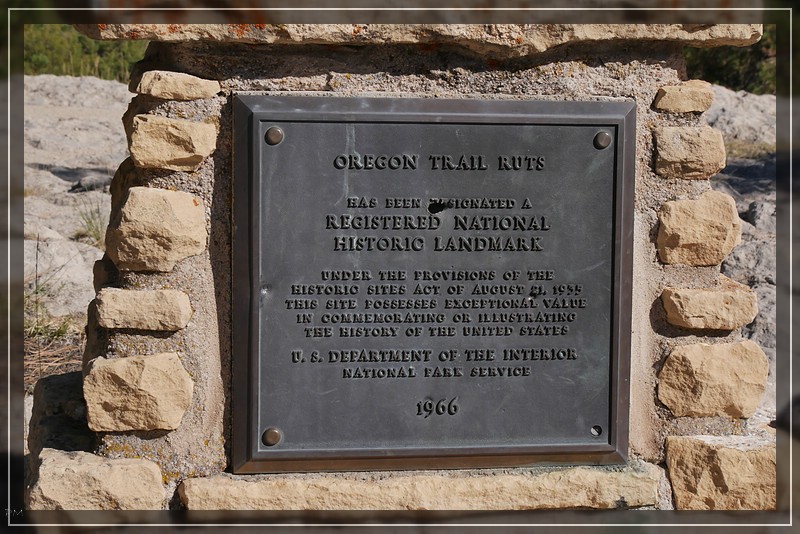 OREGON TRAIL RUTS
HAS BEEN DESIGNATED A
REGISTERED NATIONAL
HISTORIC LANDMARK
UNDER THE PROVISIONS OF THE
HISTORIC SITES ACT OF AUGUST 21, 1935
THIS SITE POSSESSES EXCEPTIONAL VALUE
IN COMMEMORATING OR ILLUSTRATING
THE HISTORY OF THE UNITED STATES
U. S. DEPARTMENT OF THE INTERIOR
NATIONAL PARK SERVICE
1966